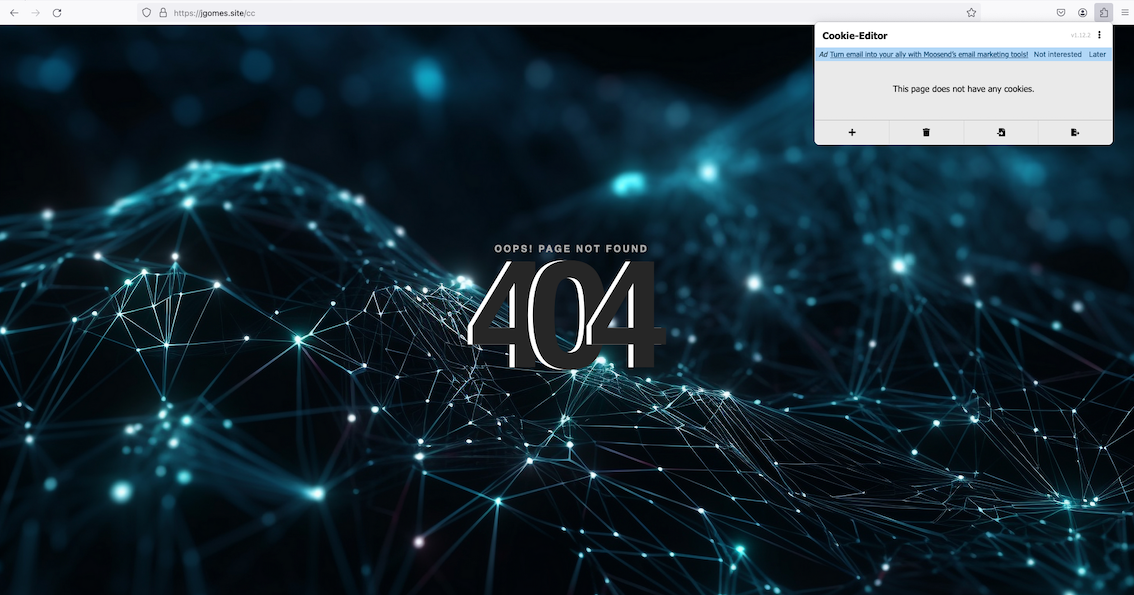 https://jgomes.site/cc
Cookie-Editor
v1.12.2
Ad Turn email into your ally with Moosend's email marketing tools! Not interested Later
This page does not have any cookies.
OOPS! PAGE NOT FOUND
404